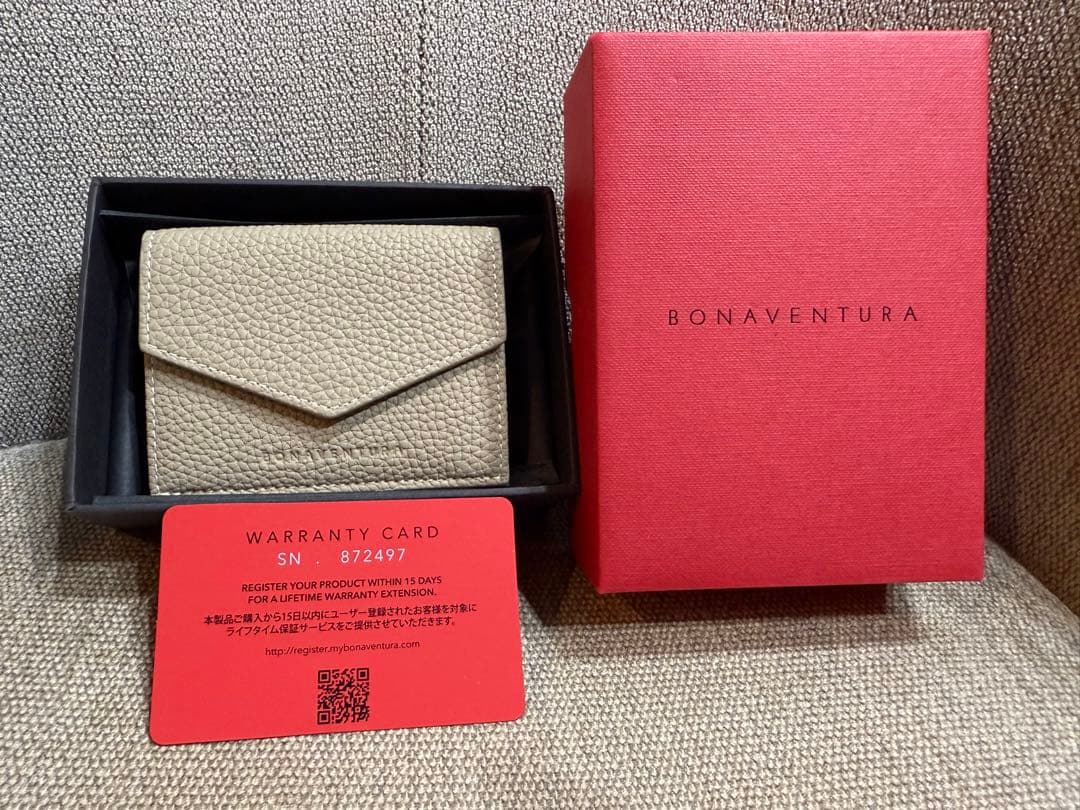 BONAVENTURA
BONAVENTURA
WARRANTY CARD
SN . 872497
REGISTER YOUR PRODUCT WITHIN 15 DAYS
FOR A LIFETIME WARRANTY EXTENSION.
本製品ご購入から15日以内にユーザー登録されたお客様を対象に
ライフタイム保証サービスをご提供させていただきます。
http://register.mybonaventura.com